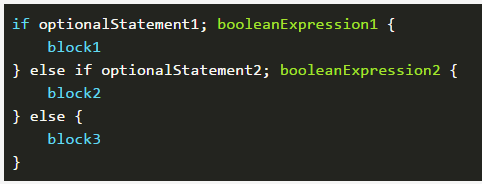 if optionalStatement1; booleanExpression1 {
    block1
} else if optionalStatement2; booleanExpression2 {
    block2
} else {
    block3
}